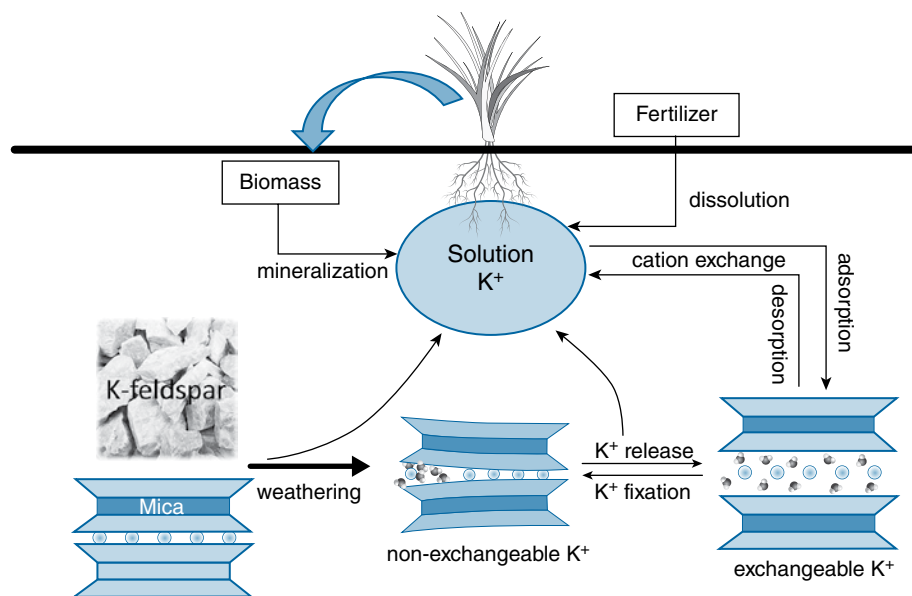 Fertilizer
Biomass
dissolution
mineralization
Solution
K⁺
cation exchange
desorption
adsorption
K-feldspar
Mica
weathering
K⁺ release
K⁺ fixation
non-exchangeable K⁺
exchangeable K⁺